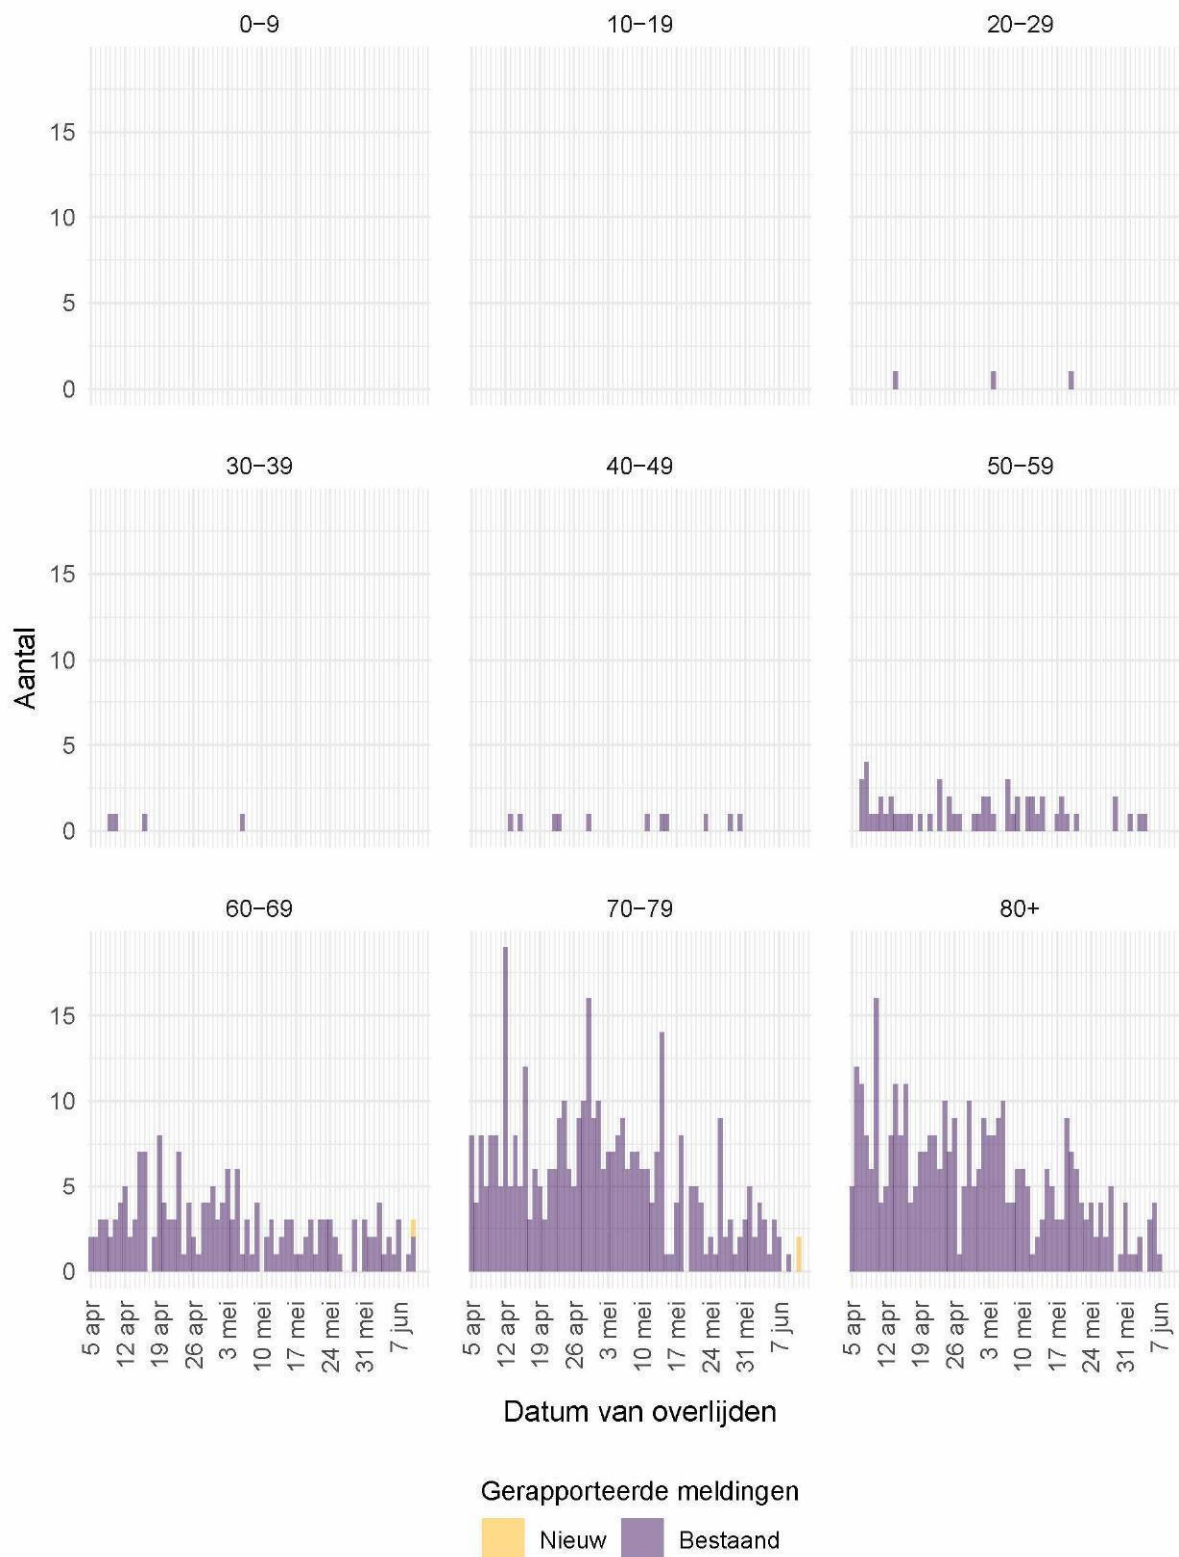 0−9 10−19 20−29
15
10
5
0
30−39 40−49 50−59
15
10
5
0
Aantal
60−69 70−79 80+
15
10
5
0
5 apr 12 apr 19 apr 26 apr 3 mei 10 mei 17 mei 24 mei 31 mei 7 jun 5 apr 12 apr 19 apr 26 apr 3 mei 10 mei 17 mei 24 mei 31 mei 7 jun 5 apr 12 apr 19 apr 26 apr 3 mei 10 mei 17 mei 24 mei 31 mei 7 jun
Datum van overlijden
Gerapporteerde meldingen
Nieuw Bestaand